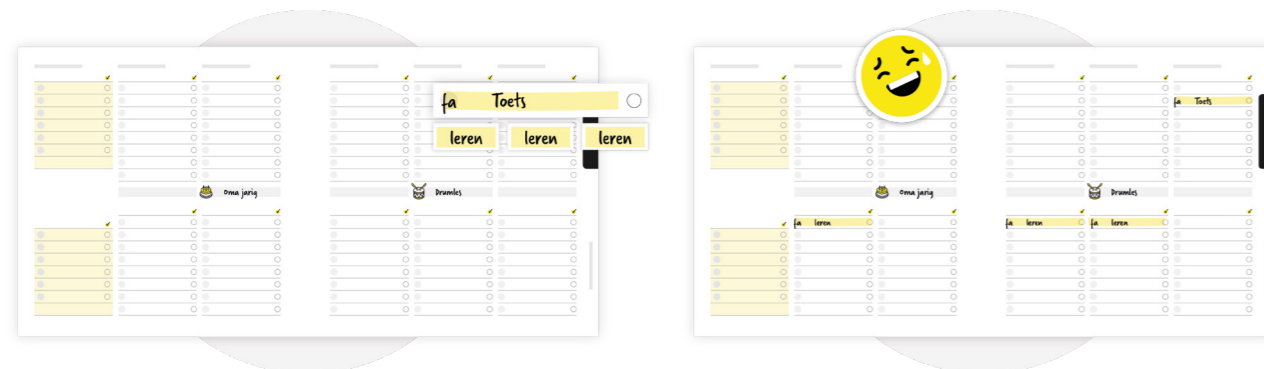 fa Toets
leren leren leren
Oma jarig
Drumles
fa Toets
Oma jarig
Drumles
fa leren
fa leren
fa leren